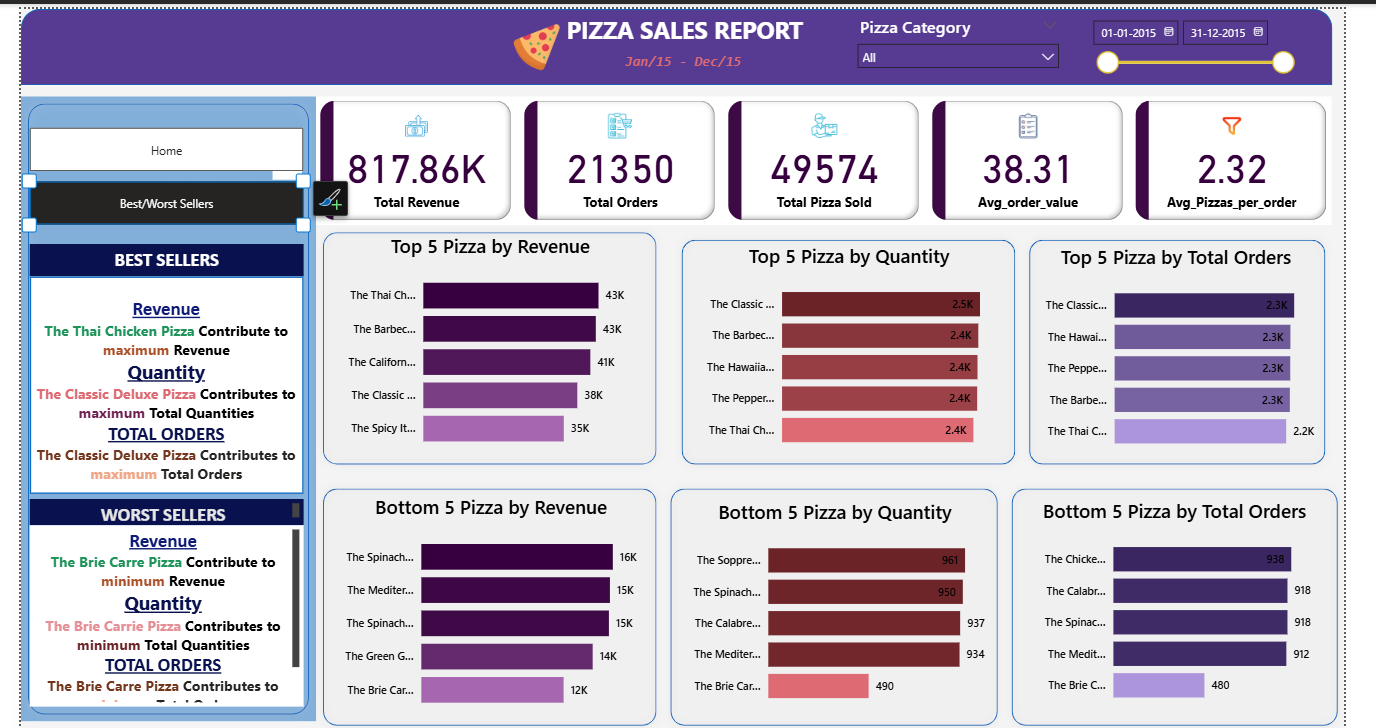 PIZZA SALES REPORT
Jan/15 - Dec/15
Pizza Category
All
01-01-2015
31-12-2015
Home
Best/Worst Sellers
817.86K
Total Revenue
21350
Total Orders
49574
Total Pizza Sold
38.31
Avg_order_value
2.32
Avg_Pizzas_per_order
BEST SELLERS
Revenue
The Thai Chicken Pizza Contribute to
maximum Revenue
Quantity
The Classic Deluxe Pizza Contributes to
maximum Total Quantities
TOTAL ORDERS
The Classic Deluxe Pizza Contributes to
maximum Total Orders
WORST SELLERS
Revenue
The Brie Carre Pizza Contribute to
minimum Revenue
Quantity
The Brie Carrie Pizza Contributes to
minimum Total Quantities
TOTAL ORDERS
The Brie Carre Pizza Contributes to
Top 5 Pizza by Revenue
The Thai Ch... 43K
The Barbec... 43K
The Californ... 41K
The Classic ... 38K
The Spicy It... 35K
Top 5 Pizza by Quantity
The Classic ... 2.5K
The Barbec... 2.4K
The Hawaiia... 2.4K
The Pepper... 2.4K
The Thai Ch... 2.4K
Top 5 Pizza by Total Orders
The Classic... 2.3K
The Hawai... 2.3K
The Peppe... 2.3K
The Barbe... 2.3K
The Thai C... 2.2K
Bottom 5 Pizza by Revenue
The Spinach... 16K
The Mediter... 15K
The Spinach... 15K
The Green G... 14K
The Brie Car... 12K
Bottom 5 Pizza by Quantity
The Soppre... 961
The Spinach... 950
The Calabre... 937
The Mediter... 934
The Brie Car... 490
Bottom 5 Pizza by Total Orders
The Chicke... 938
The Calabr... 918
The Spinac... 918
The Medit... 912
The Brie C... 480